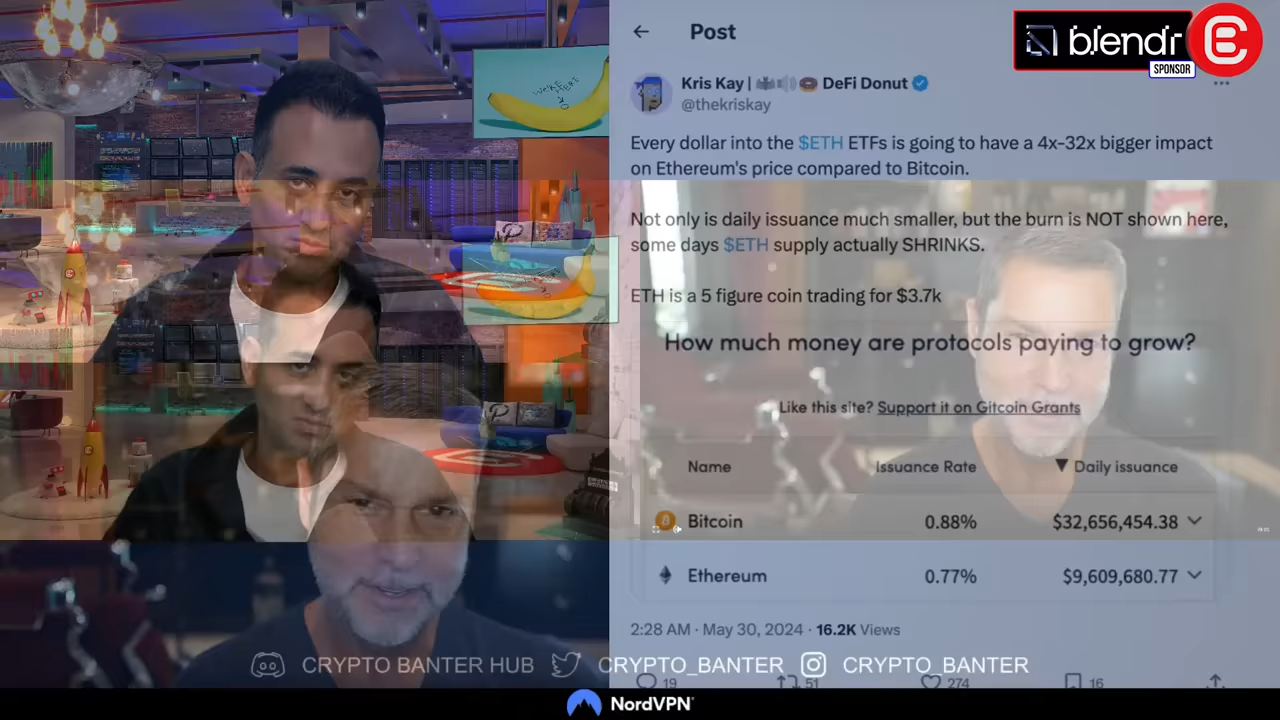 Post
blendr
SPONSOR
Kris Kay | DeFi Donut
@thekriskay
Every dollar into the $ETH ETFs is going to have a 4x-32x bigger impact
on Ethereum's price compared to Bitcoin.
Not only is daily issuance much smaller, but the burn is NOT shown here,
some days $ETH supply actually SHRINKS.
ETH is a 5 figure coin trading for $3.7k
How much money are protocols paying to grow?
Like this site? Support it on Gitcoin Grants
Name Issuance Rate ▼ Daily issuance
Bitcoin 0.88% $32,656,454.38
Ethereum 0.77% $9,609,680.77
2:28 AM · May 30, 2024 · 16.2K Views
19 51 274 16
CRYPTO BANTER HUB CRYPTO_BANTER CRYPTO_BANTER
NordVPN